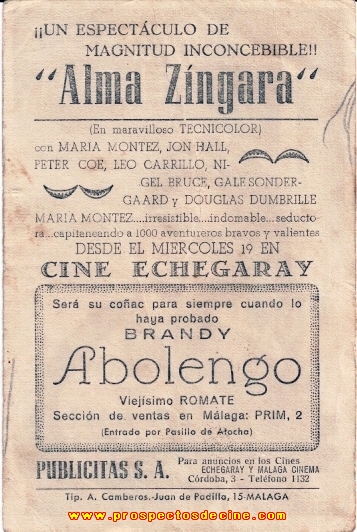 ¡¡UN ESPECTÁCULO DE
MAGNITUD INCONCEBIBLE!!
"Alma Zíngara"
(En maravilloso TECNICOLOR)
con MARIA MONTEZ, JON HALL,
PETER COE, LEO CARRILLO, NI-
GEL BRUCE, GALE SONDER-
GAARD y DOUGLAS DUMBRILLE
MARIA MONTEZ....irresistible...indomable...seducto-
ra...capitaneando a 1000 aventureros bravos y valientes
DESDE EL MIERCOLES 19 EN
CINE ECHEGARAY
Será su coñac para siempre cuando lo
haya probado
BRANDY
Abolengo
Viejísimo ROMATE
Sección de ventas en Málaga: PRIM, 2
(Entrada por Pasillo de Atocha)
PUBLICITAS S. A.
Para anuncios en los Cines
ECHEGARAY Y MALAGA CINEMA
Córdoba, 3 - Teléfono 1132
Tip. A. Camberos.-Juan de Padilla, 15-MALAGA
www.prospectosdecine.com